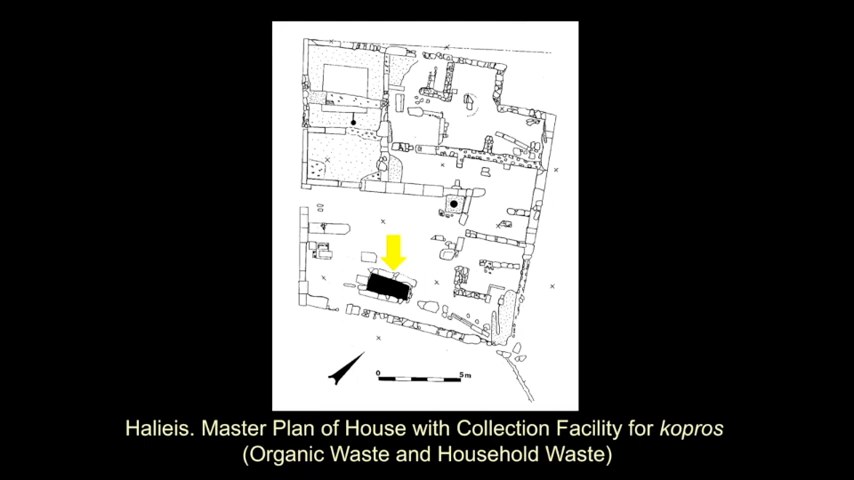 0
5m
Halieis. Master Plan of House with Collection Facility for kopros
(Organic Waste and Household Waste)